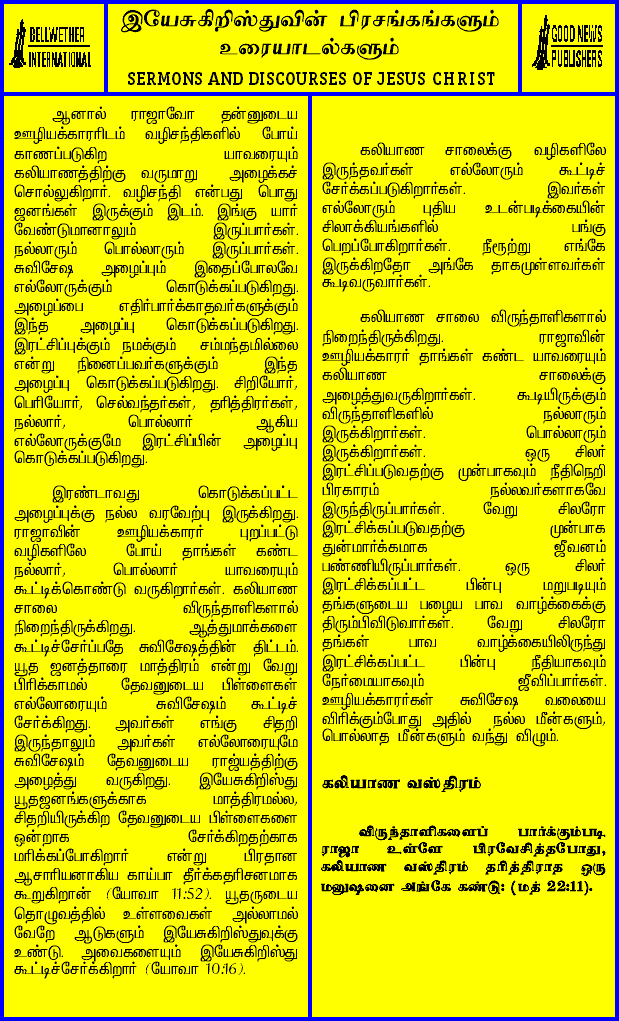 BELLWETHER
INTERNATIONAL
இயேசுகிறிஸ்துவின் பிரசங்கங்களும்
உரையாடல்களும்
SERMONS AND DISCOURSES OF JESUS CHRIST
GOOD NEWS
PUBLISHERS
ஆனால் ராஜாவோ தன்னுடைய
ஊழியக்காரரிடம் வழிசந்திகளில் போய்
காணப்படுகிற யாவரையும்
கலியாணத்திற்கு வருமாறு அழைக்கச்
சொல்லுகிறார். வழிசந்தி என்பது பொது
ஜனங்கள் இருக்கும் இடம். இங்கு யார்
வேண்டுமானாலும் இருப்பார்கள்.
நல்லாரும் பொல்லாரும் இருப்பார்கள்.
சுவிசேஷ அழைப்பும் இதைப்போலவே
எல்லோருக்கும் கொடுக்கப்படுகிறது.
அழைப்பை எதிர்பார்க்காதவர்களுக்கும்
இந்த அழைப்பு கொடுக்கப்படுகிறது.
இரட்சிப்புக்கும் நமக்கும் சம்மந்தமில்லை
என்று நினைப்பவர்களுக்கும் இந்த
அழைப்பு கொடுக்கப்படுகிறது. சிறியோர்,
பெரியோர், செல்வந்தர்கள், தரித்திரர்கள்,
நல்லார், பொல்லார் ஆகிய
எல்லோருக்குமே இரட்சிப்பின் அழைப்பு
கொடுக்கப்படுகிறது.
இரண்டாவது கொடுக்கப்பட்ட
அழைப்புக்கு நல்ல வரவேற்பு இருக்கிறது.
ராஜாவின் ஊழியக்காரர் புறப்பட்டு
வழிகளிலே போய் தாங்கள் கண்ட
நல்லார், பொல்லார் யாவரையும்
கூட்டிக்கொண்டு வருகிறார்கள். கலியாண
சாலை விருந்தாளிகளால்
நிறைந்திருக்கிறது. ஆத்துமாக்களை
கூட்டிச்சேர்ப்பதே சுவிசேஷத்தின் திட்டம்.
யூத ஜனத்தாரை மாத்திரம் என்று வேறு
பிரிக்காமல் தேவனுடைய பிள்ளைகள்
எல்லோரையும் சுவிசேஷம் கூட்டிச்
சேர்க்கிறது. அவர்கள் எங்கு சிதறி
இருந்தாலும் அவர்கள் எல்லோரையுமே
சுவிசேஷம் தேவனுடைய ராஜ்யத்திற்கு
அழைத்து வருகிறது. இயேசுகிறிஸ்து
யூதஜனங்களுக்காக மாத்திரமல்ல,
சிதறியிருக்கிற தேவனுடைய பிள்ளைகளை
ஒன்றாக சேர்க்கிறதற்காக
மரிக்கப்போகிறார் என்று பிரதான
ஆசாரியனாகிய காய்பா தீர்க்கதரிசனமாக
கூறுகிறான் (யோவா 11:52). யூதருடைய
தொழுவத்தில் உள்ளவைகள் அல்லாமல்
வேறே ஆடுகளும் இயேசுகிறிஸ்துவுக்கு
உண்டு. அவைகளையும் இயேசுகிறிஸ்து
கூட்டிச்சேர்க்கிறார் (யோவா 10:16).
கலியாண சாலைக்கு வழிகளிலே
இருந்தவர்கள் எல்லோரும் கூட்டிச்
சேர்க்கப்படுகிறார்கள். இவர்கள்
எல்லோரும் புதிய உடன்படிக்கையின்
சிலாக்கியங்களில் பங்கு
பெறப்போகிறார்கள். நீரூற்று எங்கே
இருக்கிறதோ அங்கே தாகமுள்ளவர்கள்
கூடிவருவார்கள்.
கலியாண சாலை விருந்தாளிகளால்
நிறைந்திருக்கிறது. ராஜாவின்
ஊழியக்காரர் தாங்கள் கண்ட யாவரையும்
கலியாண சாலைக்கு
அழைத்துவருகிறார்கள். கூடியிருக்கும்
விருந்தாளிகளில் நல்லாரும்
இருக்கிறார்கள். பொல்லாரும்
இருக்கிறார்கள். ஒரு சிலர்
இரட்சிப்படுவதற்கு முன்பாகவும் நீதிநெறி
பிரகாரம் நல்லவர்களாகவே
இருந்திருப்பார்கள். வேறு சிலரோ
இரட்சிக்கப்படுவதற்கு முன்பாக
துன்மார்க்கமாக ஜீவனம்
பண்ணியிருப்பார்கள். ஒரு சிலர்
இரட்சிக்கப்பட்ட பின்பு மறுபடியும்
தங்களுடைய பழைய பாவ வாழ்க்கைக்கு
திரும்பிவிடுவார்கள். வேறு சிலரோ
தங்கள் பாவ வாழ்க்கையிலிருந்து
இரட்சிக்கப்பட்ட பின்பு நீதியாகவும்
நேர்மையாகவும் ஜீவிப்பார்கள்.
ஊழியக்காரர்கள் சுவிசேஷ வலையை
விரிக்கும்போது அதில் நல்ல மீன்களும்,
பொல்லாத மீன்களும் வந்து விழும்.
கலியாண வஸ்திரம்
விருந்தாளிகளைப் பார்க்கும்படி
ராஜா உள்ளே பிரவேசித்தபோது,
கலியாண வஸ்திரம் தரித்திராத ஒரு
மனுஷனை அங்கே கண்டு: (மத் 22:11).